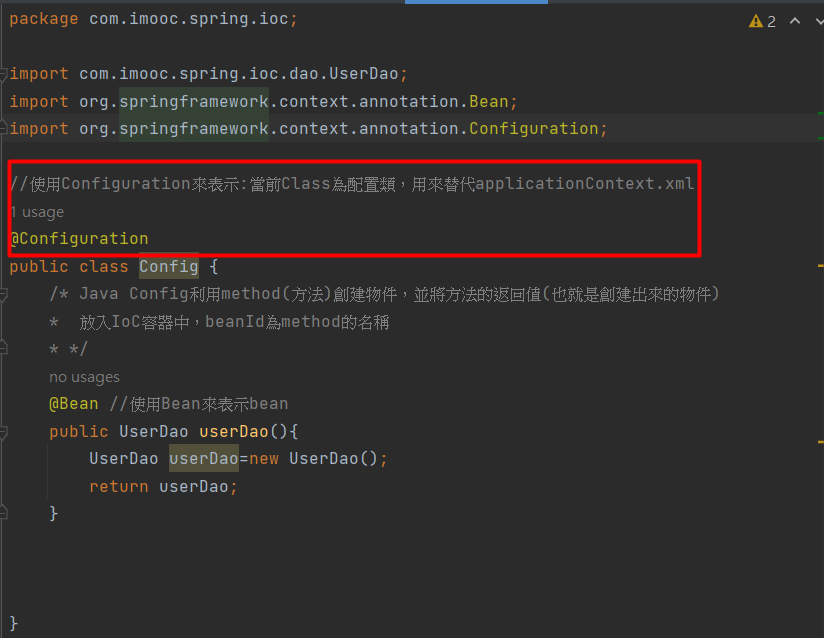 package com.imooc.spring.ioc;
2
import com.imooc.spring.ioc.dao.UserDao;
import org.springframework.context.annotation.Bean;
import org.springframework.context.annotation.Configuration;
//使用Configuration來表示:當前Class為配置類，用來替代applicationContext.xml
1 usage
@Configuration
public class Config {
/* Java Config利用method(方法)創建物件，並將方法的返回值(也就是創建出來的物件)
* 放入IoC容器中，beanId為method的名稱
* */
no usages
@Bean //使用Bean來表示bean
public UserDao userDao(){
UserDao userDao=new UserDao();
return userDao;
}
}